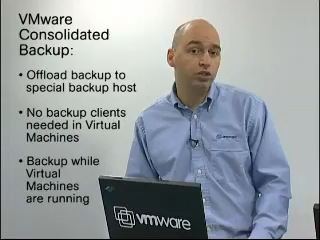 VMware
Consolidated
Backup:
• Offload backup to
special backup host
• No backup clients
needed in Virtual
Machines
• Backup while
Virtual
Machines
are running
vmware